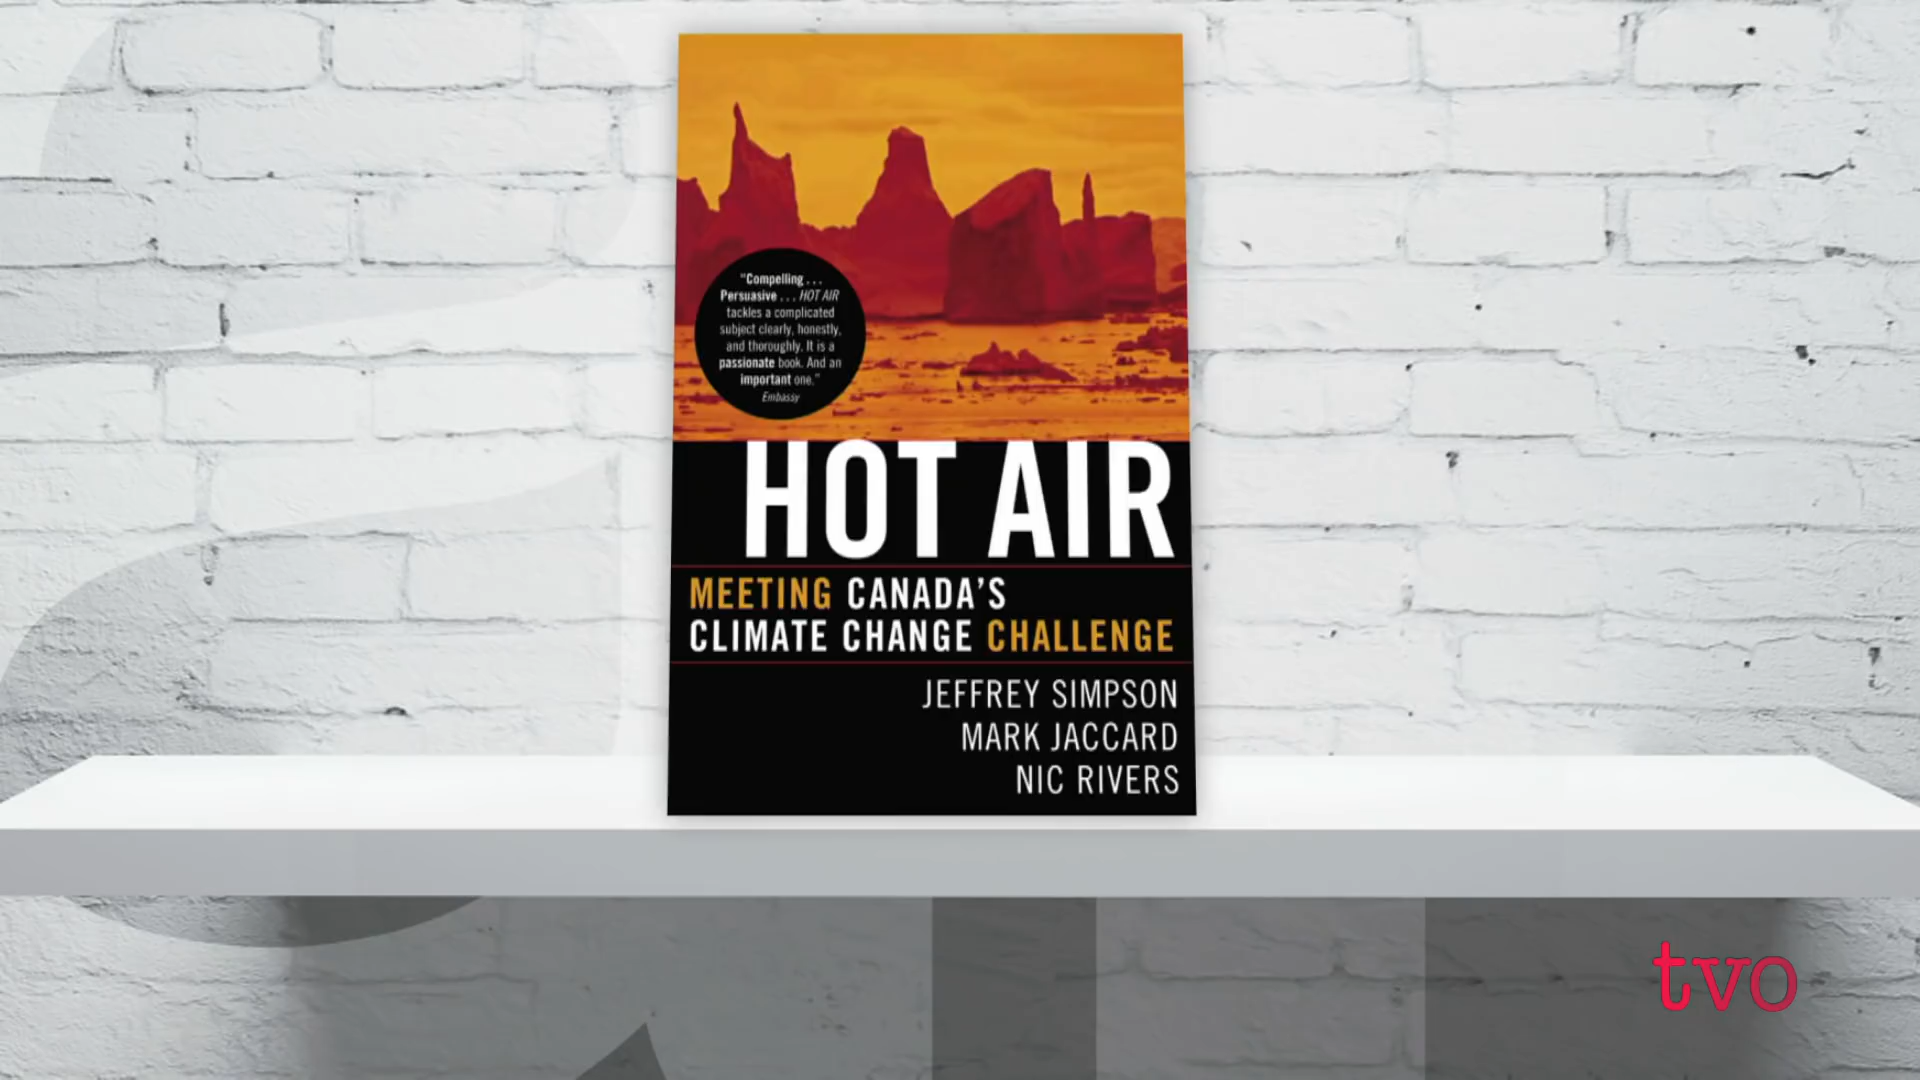 "Compelling . . .
Persuasive . . . HOT AIR
tackles a complicated
subject clearly, honestly,
and thoroughly. It is a
passionate book. And an
important one."
Embassy
HOT AIR
MEETING CANADA'S
CLIMATE CHANGE CHALLENGE
JEFFREY SIMPSON
MARK JACCARD
NIC RIVERS
tvo